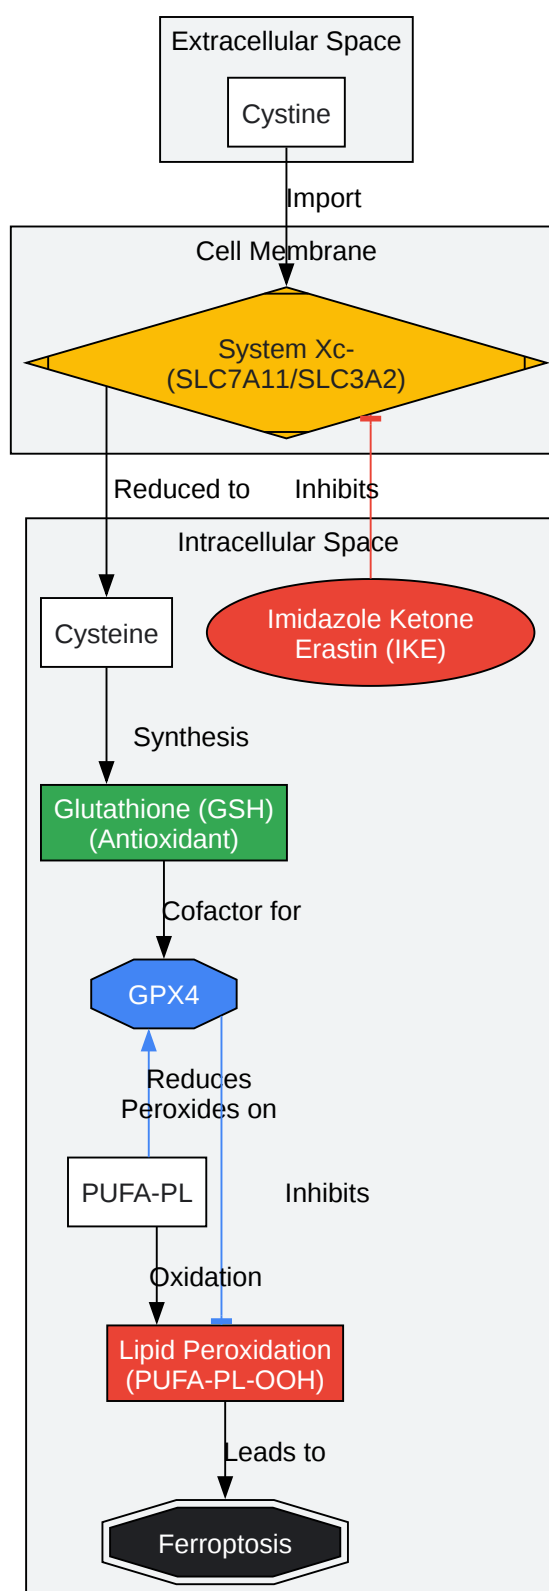 Extracellular Space
Cystine
Import
Cell Membrane
System Xc-
(SLC7A11/SLC3A2)
Reduced to
Inhibits
Intracellular Space
Cysteine
Imidazole Ketone
Erastin (IKE)
Synthesis
Glutathione (GSH)
(Antioxidant)
Cofactor for
GPX4
Reduces
Peroxides on
PUFA-PL
Inhibits
Oxidation
Lipid Peroxidation
(PUFA-PL-OOH)
Leads to
Ferroptosis